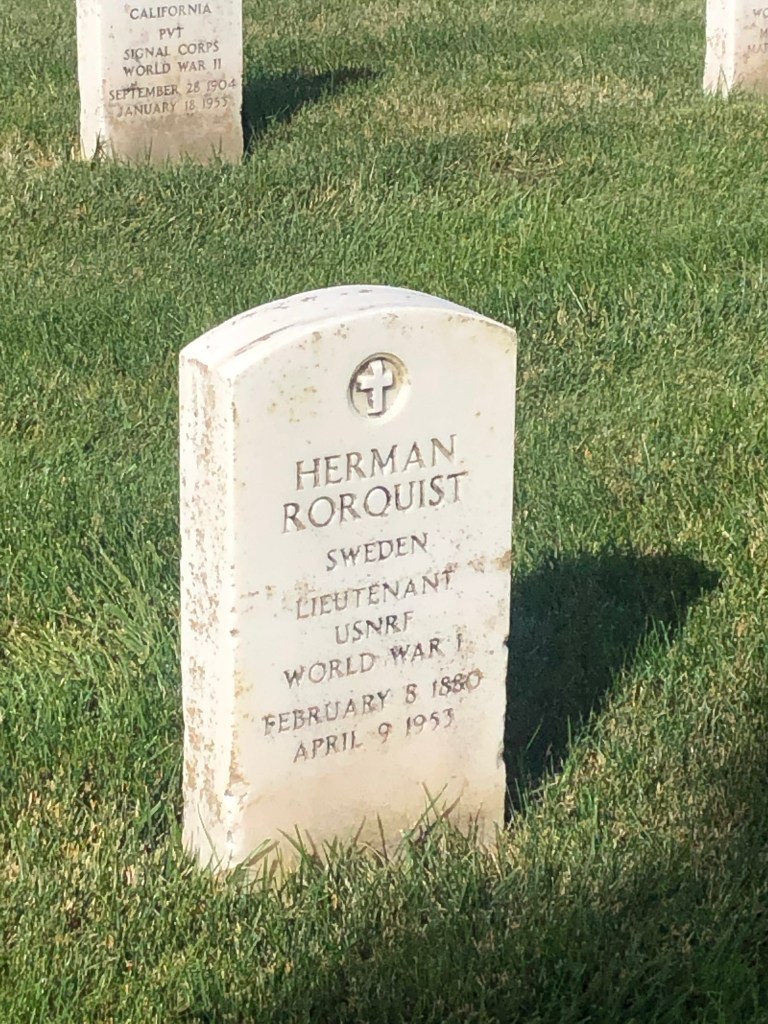 CALIFORNIA
PVT
SIGNAL CORPS
WORLD WAR II
SEPTEMBER 28 1904
JANUARY 18 1953
HERMAN
RORQUIST
SWEDEN
LIEUTENANT
USNRF
WORLD WAR I
FEBRUARY 8 1880
APRIL 9 1953